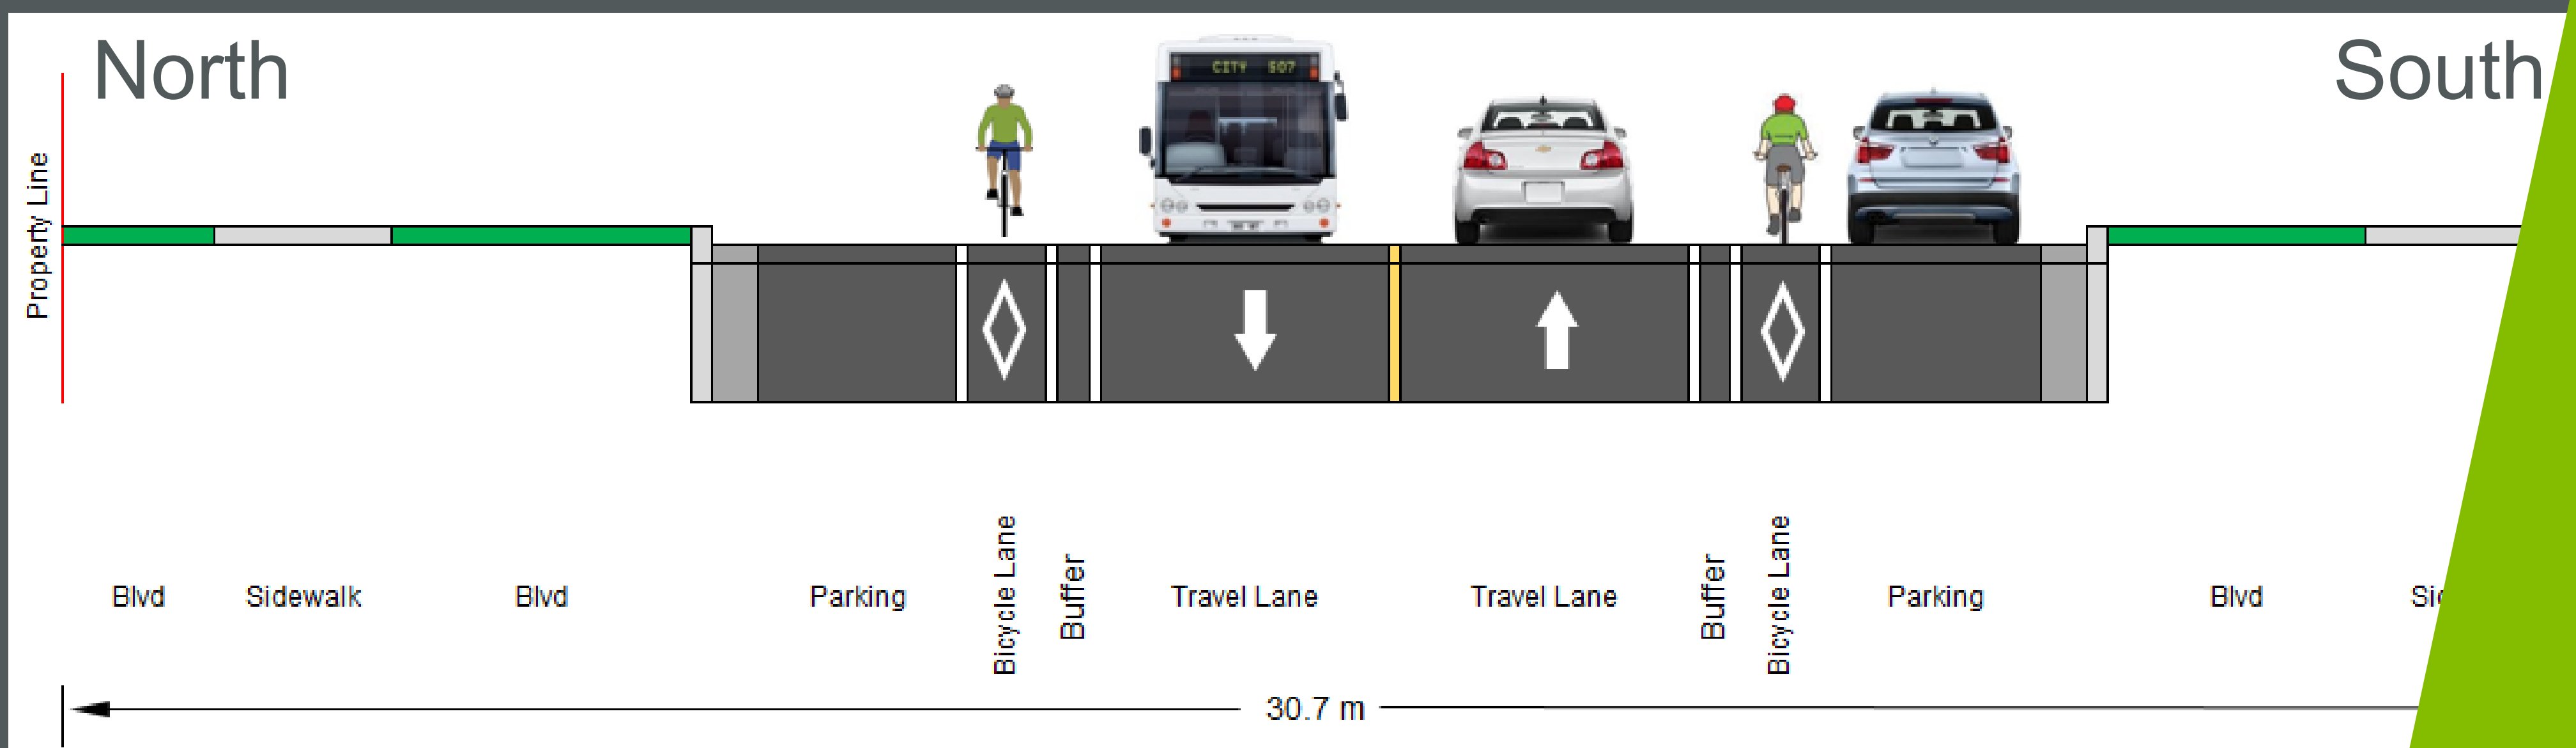 North
South
Property Line
CITY 507
Blvd
Sidewalk
Blvd
Parking
Bicycle Lane
Buffer
Travel Lane
Travel Lane
Buffer
Bicycle Lane
Parking
Blvd
30.7 m